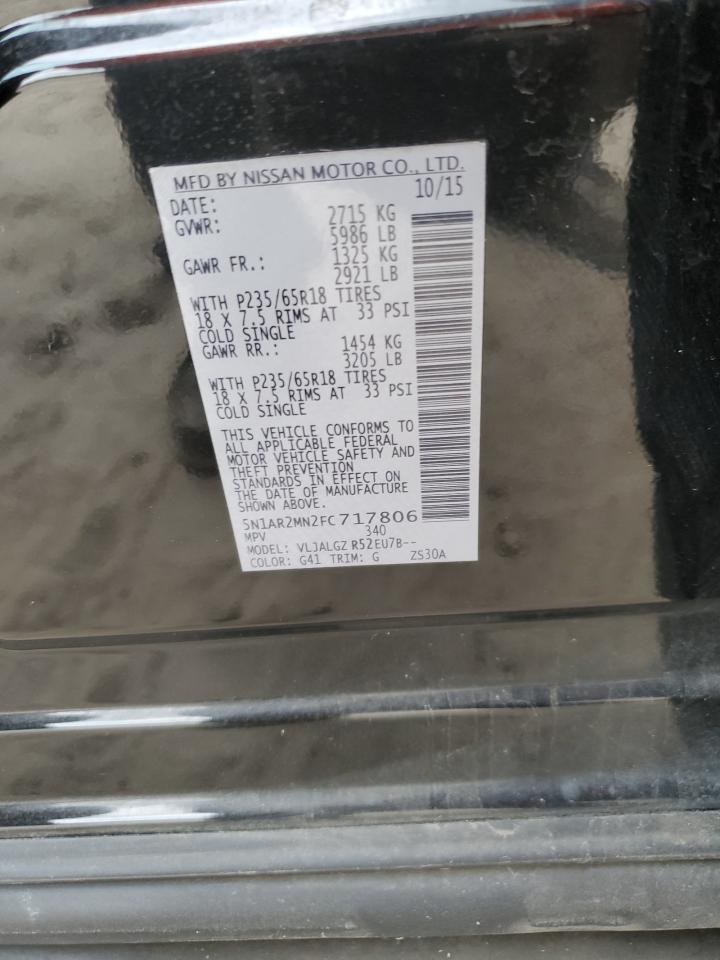 MFD BY NISSAN MOTOR CO., LTD.
DATE: 10/15
GVWR: 2715 KG
5986 LB
GAWR FR.: 1325 KG
2921 LB
WITH P235/65R18 TIRES
18 X 7.5 RIMS AT 33 PSI
COLD SINGLE
GAWR RR.: 1454 KG
3205 LB
WITH P235/65R18 TIRES
18 X 7.5 RIMS AT 33 PSI
COLD SINGLE
THIS VEHICLE CONFORMS TO
ALL APPLICABLE FEDERAL
MOTOR VEHICLE SAFETY AND
THEFT PREVENTION
STANDARDS IN EFFECT ON
THE DATE OF MANUFACTURE
SHOWN ABOVE.
5N1AR2MN2FC717806
MPV 340
MODEL: VLJALGZ R52EU7B--
COLOR: G41 TRIM: G ZS30A